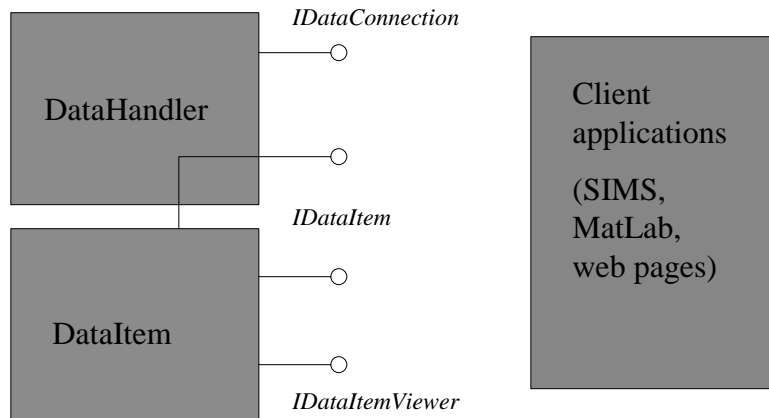 IDataConnection
DataHandler
IDataItem
DataItem
IDataItemViewer
Client
applications
(SIMS,
MatLab,
web pages)